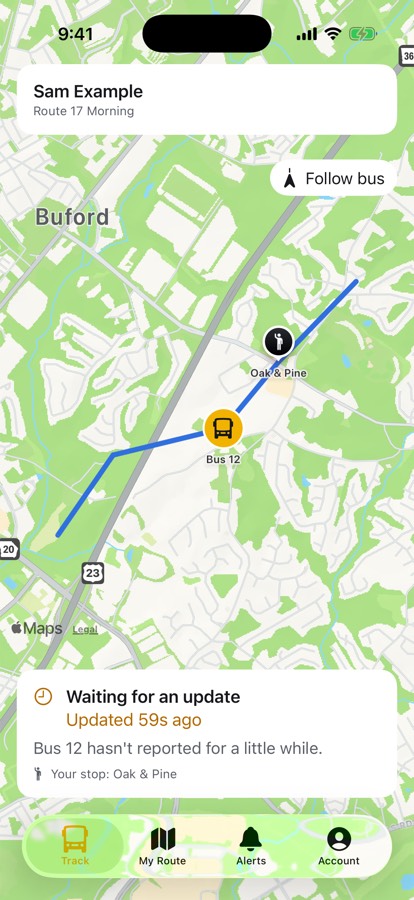 9:41
36
Sam Example
Route 17 Morning
Follow bus
Buford
Oak & Pine
Bus 12
20
23
Maps Legal
Waiting for an update
Updated 59s ago
Bus 12 hasn't reported for a little while.
Your stop: Oak & Pine
Track
My Route
Alerts
Account